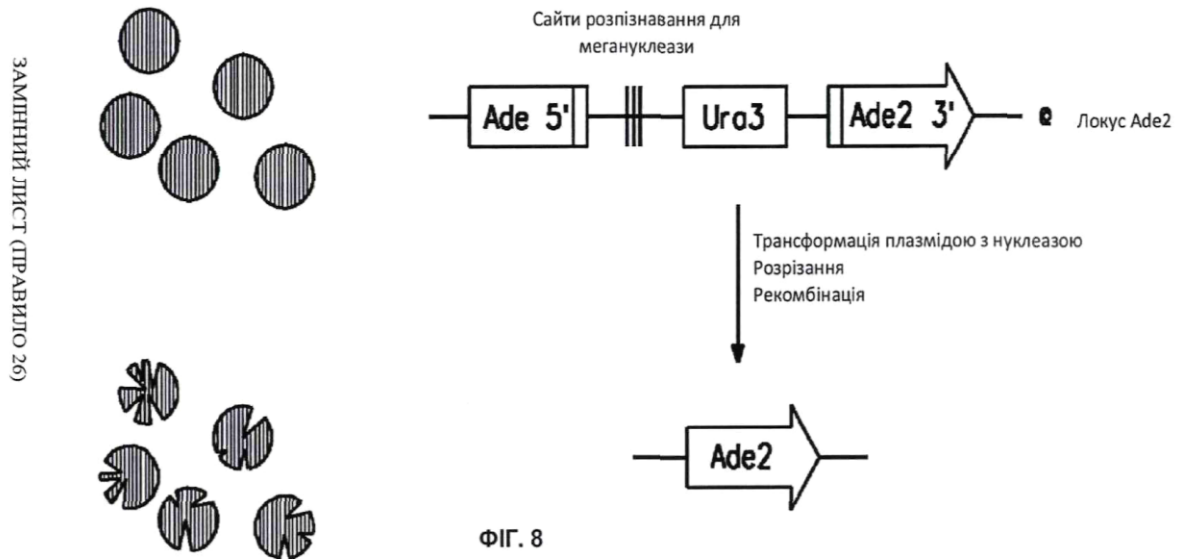 ЗАМІННИЙ ЛИСТ (ПРАВИЛО 26)
Сайти розпізнавання для
мегануклеази
Ade 5' Ura3 Ade2 3' @ Локус Ade2
Трансформація плазмідою з нуклеазою
Розрізання
Рекомбінація
Ade2
ФІГ. 8